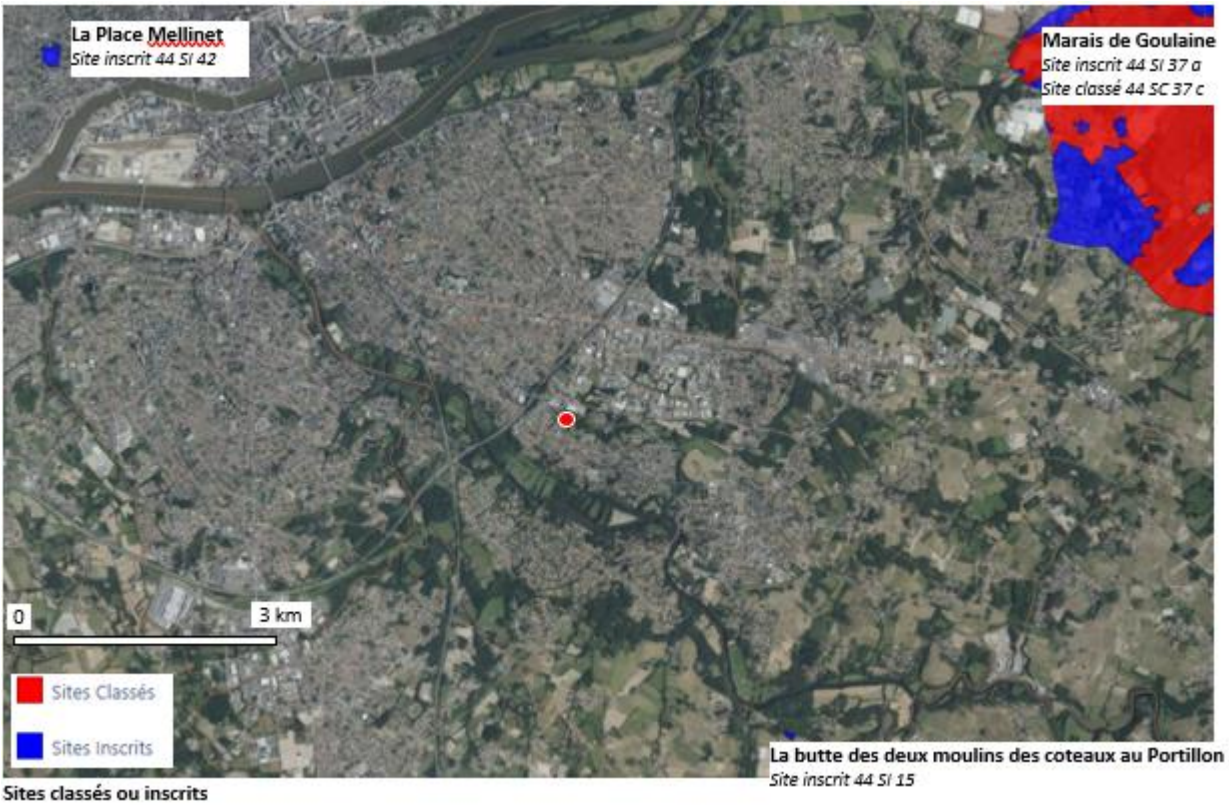 La Place Mellinet
Site inscrit 44 SI 42
Marais de Goulaine
Site inscrit 44 SI 37 a
Site classé 44 SC 37 c
0
3 km
Sites Classés
Sites Inscrits
La butte des deux moulins des coteaux au Portillon
Site inscrit 44 SI 15
Sites classés ou inscrits